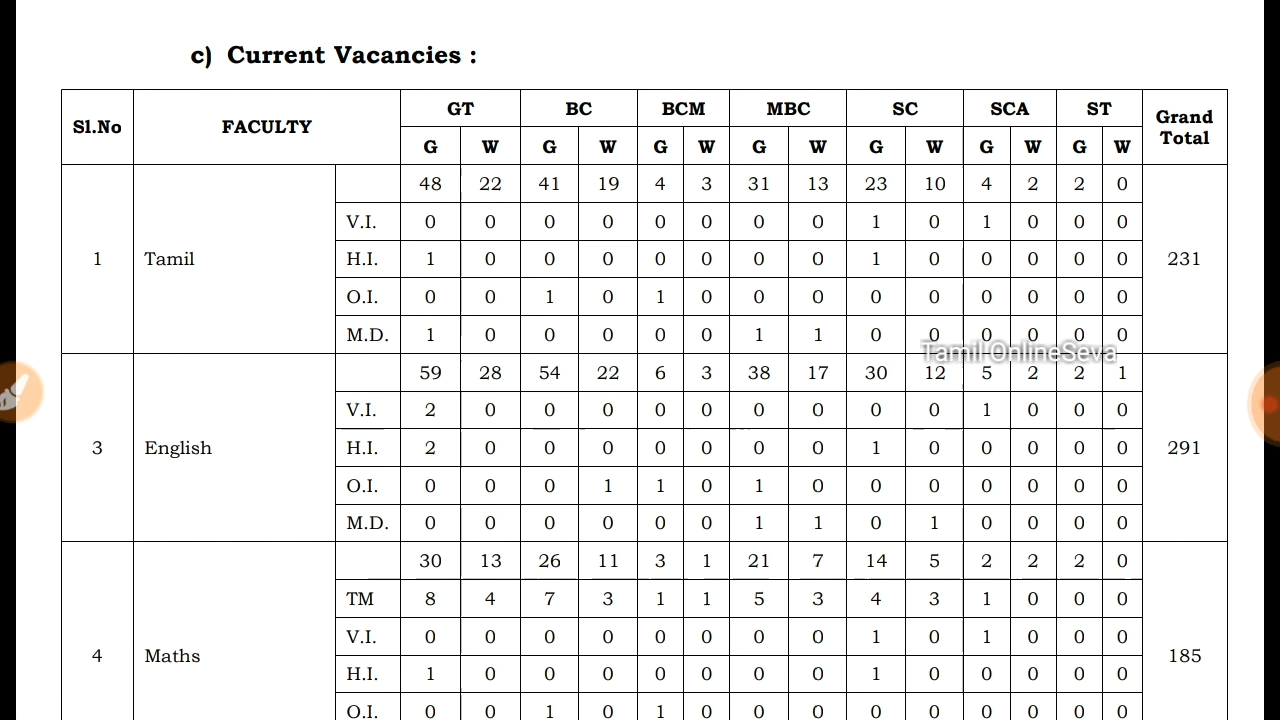 c) Current Vacancies :
Sl.No FACULTY GT BC BCM MBC SC SCA ST Grand Total
G W G W G W G W G W G W G W
48 22 41 19 4 3 31 13 23 10 4 2 2 0
V.I. 0 0 0 0 0 0 0 0 1 0 1 0 0 0
1 Tamil H.I. 1 0 0 0 0 0 0 0 1 0 0 0 0 0 231
O.I. 0 0 1 0 1 0 0 0 0 0 0 0 0 0
M.D. 1 0 0 0 0 0 1 1 0 0 0 0 0 0
Tamil OnlineSeva
59 28 54 22 6 3 38 17 30 12 5 2 2 1
V.I. 2 0 0 0 0 0 0 0 0 0 1 0 0 0
3 English H.I. 2 0 0 0 0 0 0 0 1 0 0 0 0 0 291
O.I. 0 0 0 1 1 0 1 0 0 0 0 0 0 0
M.D. 0 0 0 0 0 0 1 1 0 1 0 0 0 0
30 13 26 11 3 1 21 7 14 5 2 2 2 0
TM 8 4 7 3 1 1 5 3 4 3 1 0 0 0
V.I. 0 0 0 0 0 0 0 0 1 0 1 0 0 0
4 Maths 185
H.I. 1 0 0 0 0 0 0 0 1 0 0 0 0 0
O.I. 0 0 1 0 1 0 0 0 0 0 0 0 0 0